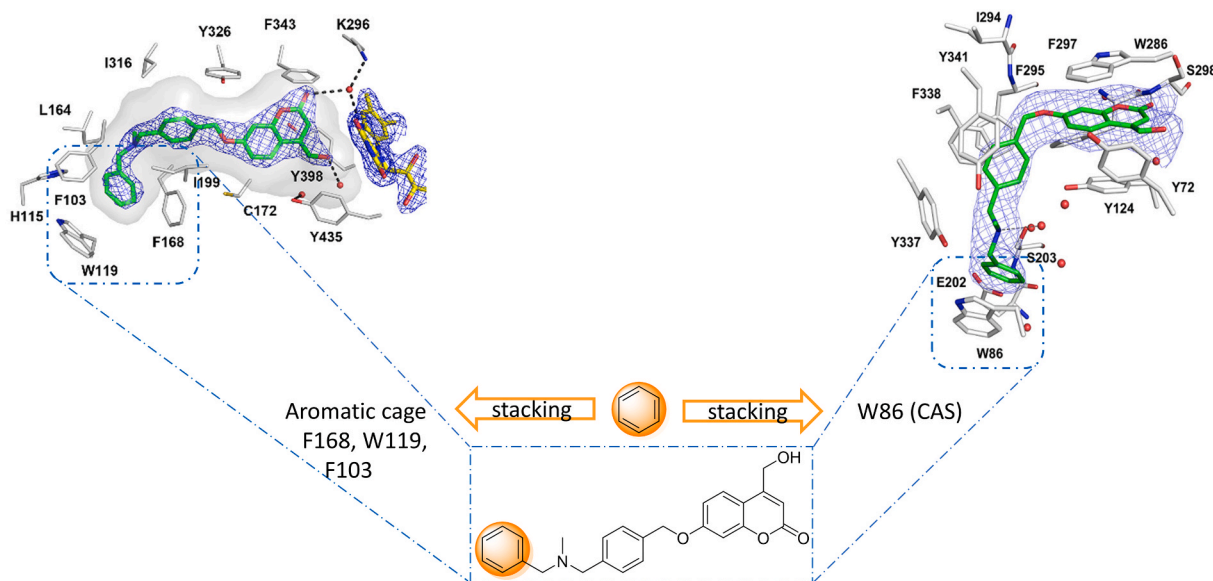 K296
F343
Y326
I316
L164
I199
Y398
F103
C172
H115
F168
Y435
W119
I294
F297
W286
Y341
F295
S298
F338
Y72
Y124
Y337
S203
E202
W86
stacking
stacking
Aromatic cage
F168, W119,
F103
W86 (CAS)
OH
N
O
O
O